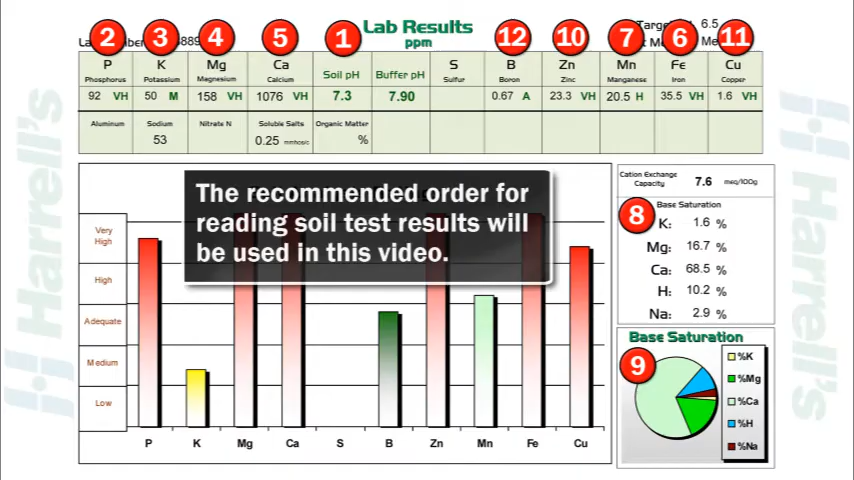 2 3 4 5 1 12 10 7 6 11
Lab Results
ppm
6.5
P K Mg Ca Soil pH Buffer pH S B Zn Mn Fe Cu
Phosphorus Potassium Magnesium Calcium Sulfur Boron Zinc Manganese Iron Copper
92 VH 50 M 158 VH 1076 VH 7.3 7.90 0.67 A 23.3 VH 20.5 H 35.5 VH 1.6 VH
Aluminum Sodium Nitrate N Soluble Salts Organic Matter
53 0.25 mmhos/c %
The recommended order for
reading soil test results will
be used in this video.
Very
High
High
Adequate
Medium
Low
P K Mg Ca S B Zn Mn Fe Cu
Cation Exchange
Capacity 7.6 meq/100g
8 Base Saturation
K: 1.6 %
Mg: 16.7 %
Ca: 68.5 %
H: 10.2 %
Na: 2.9 %
Base Saturation
9
%K
%Mg
%Ca
%H
%Na
Harrell's
Harrell's